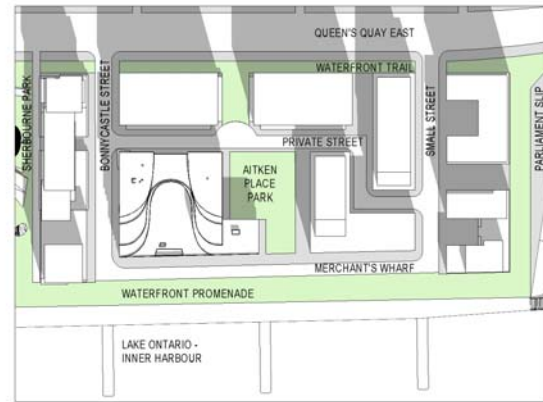 QUEEN'S QUAY EAST
WATERFRONT TRAIL
SHERBOURNE PARK
BONNYCASTLE STREET
SMALL STREET
PARLIAMENT SLIP
PRIVATE STREET
AITKEN
PLACE
PARK
MERCHANT'S WHARF
WATERFRONT PROMENADE
LAKE ONTARIO -
INNER HARBOUR